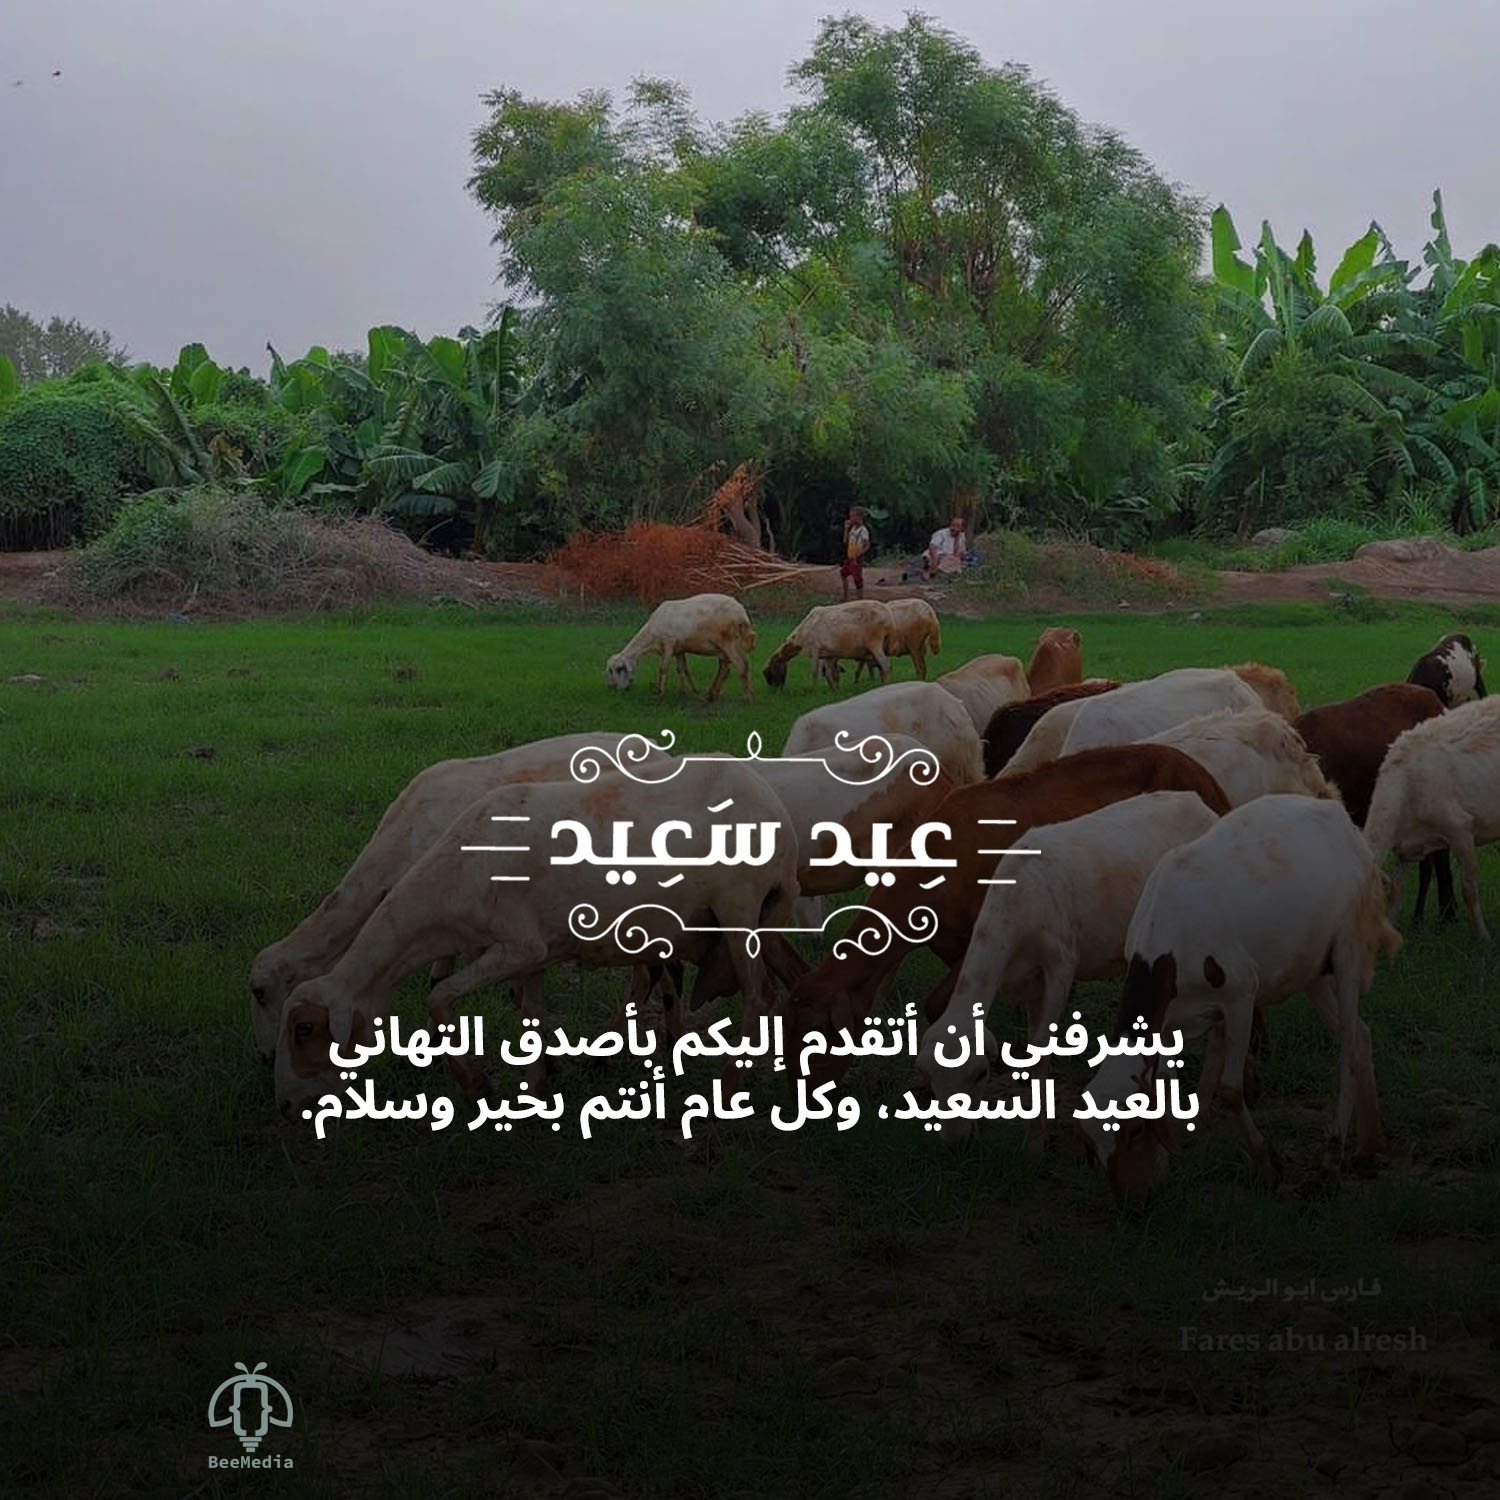 عِيد سَعِيد
يشرفني أن أتقدم إليكم بأصدق التهاني
بالعيد السعيد، وكل عام أنتم بخير وسلام.
فارس ابو الريش
Fares abu alresh
BeeMedia